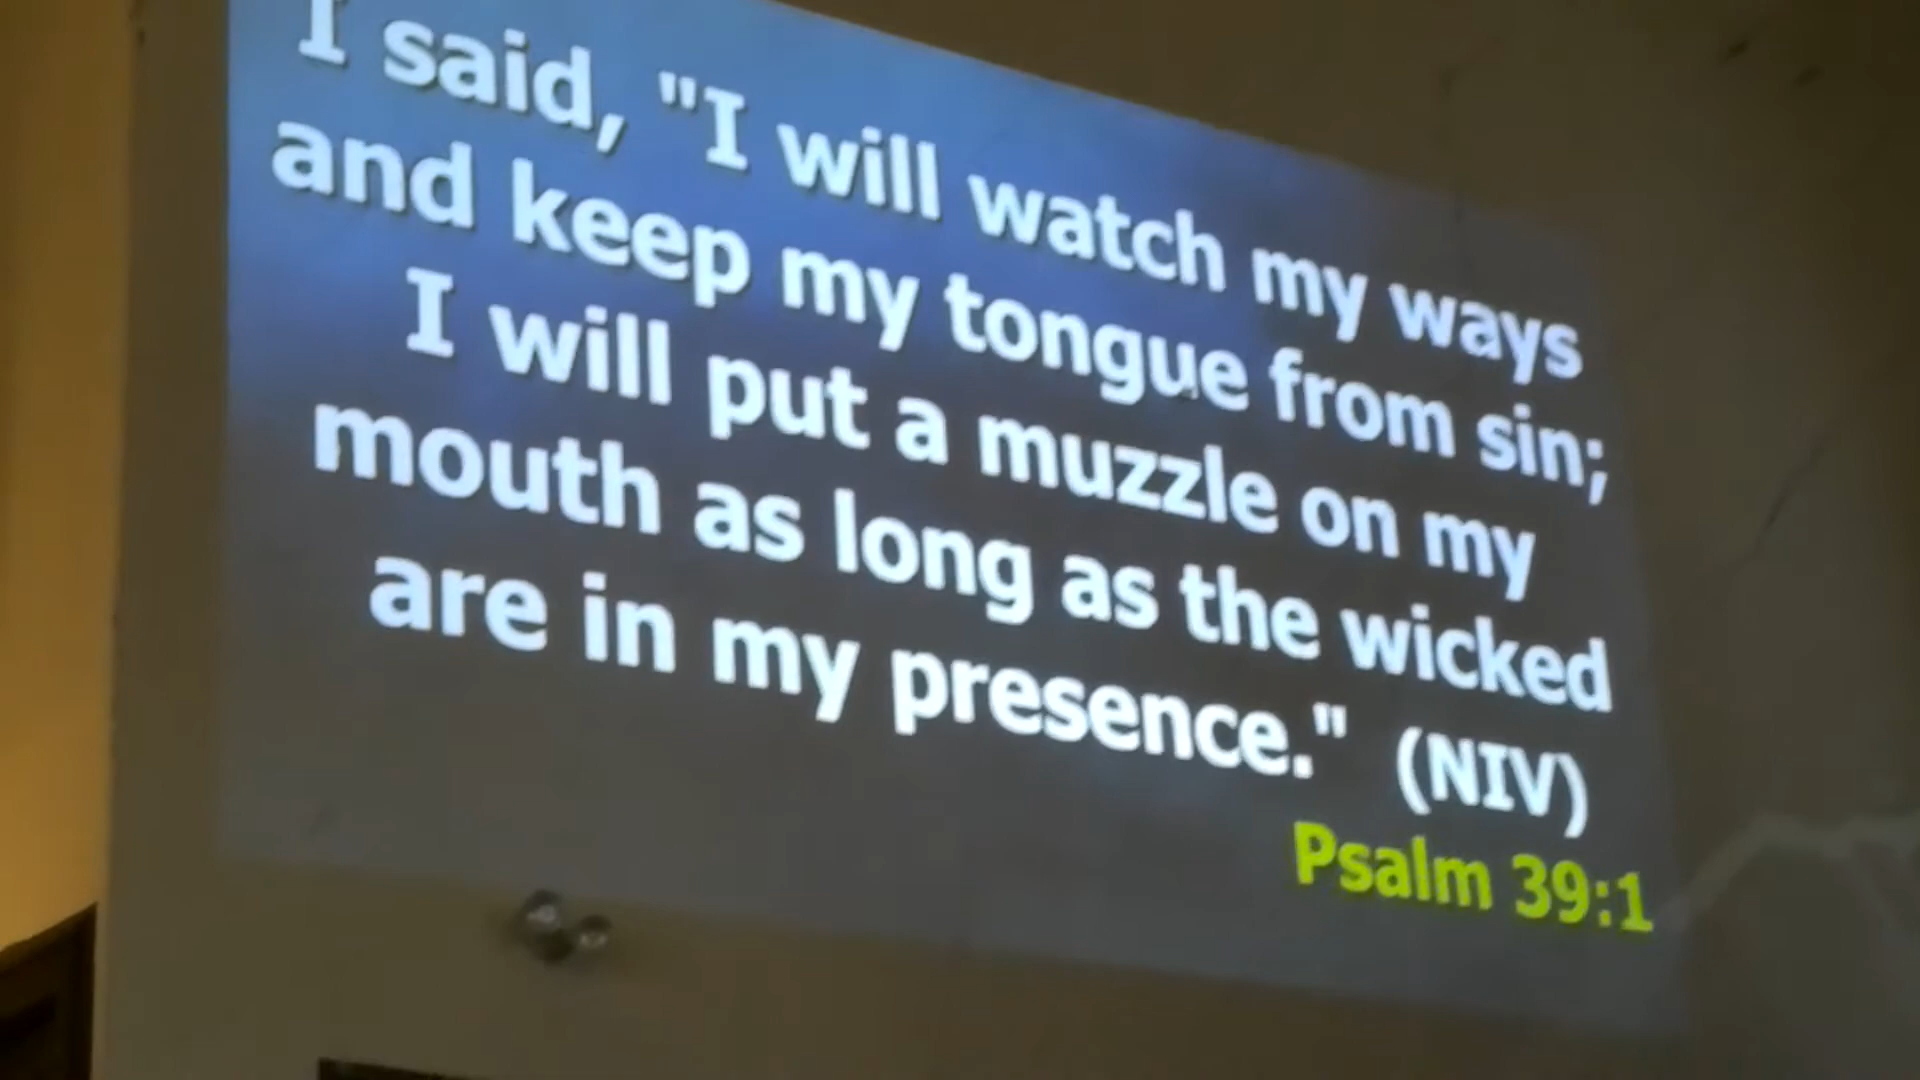 I said, "I will watch my ways
and keep my tongue from sin;
I will put a muzzle on my
mouth as long as the wicked
are in my presence." (NIV)
Psalm 39:1